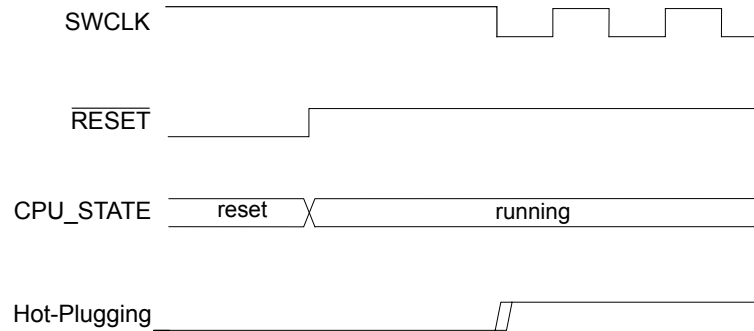 SWCLK
RESET
CPU_STATE
reset
running
Hot-Plugging